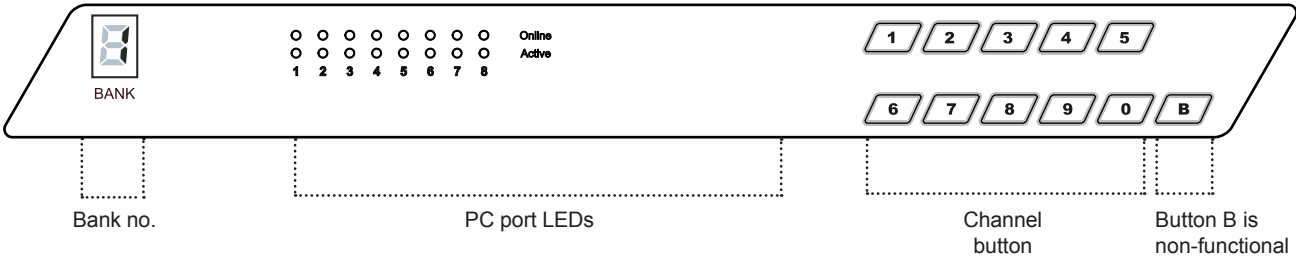 1
BANK
Online
Active
1 2 3 4 5 6 7 8
1 2 3 4 5
6 7 8 9 0 B
Bank no.
PC port LEDs
Channel
button
Button B is
non-functional